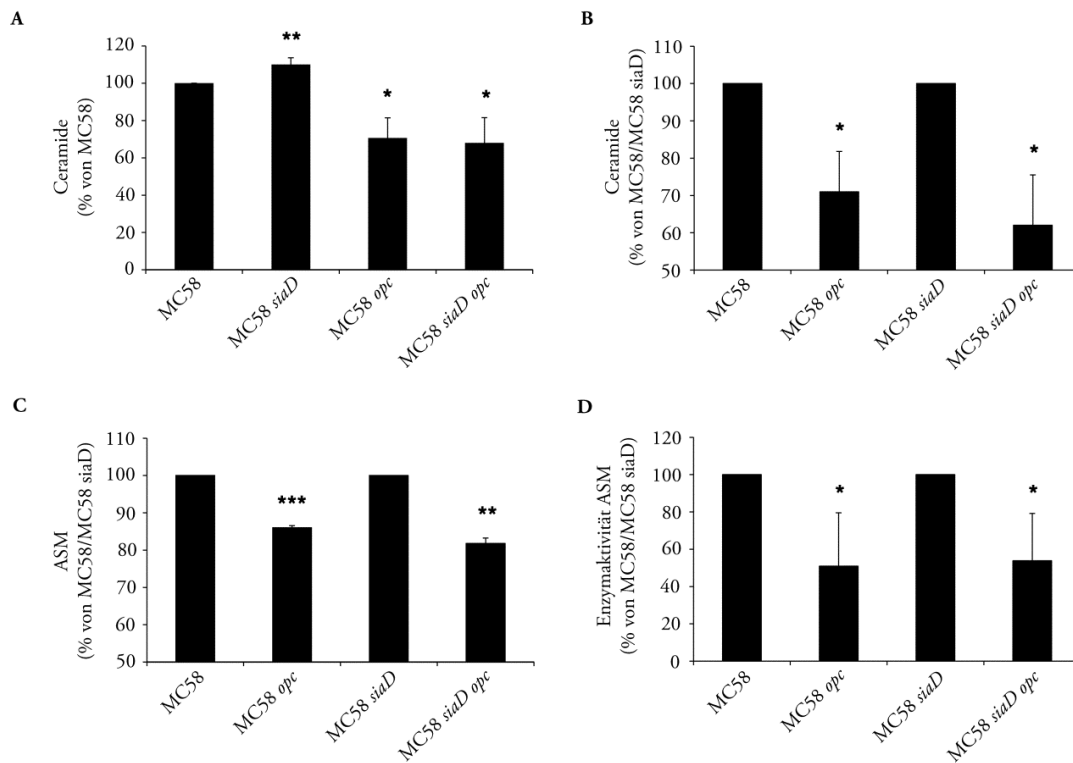 A
Ceramide
(% von MC58)
120
100
80
60
40
20
0
**
*
*
MC58
MC58 siaD
MC58 opc
MC58 siaD opc
B
Ceramide
(% von MC58/MC58 siaD)
110
100
90
80
70
60
50
*
*
MC58
MC58 opc
MC58 siaD
MC58 siaD opc
C
ASM
(% von MC58/MC58 siaD)
110
100
90
80
70
60
50
***
**
MC58
MC58 opc
MC58 siaD
MC58 siaD opc
D
Enzymaktivität ASM
(% von MC58/MC58 siaD)
120
100
80
60
40
20
0
*
*
MC58
MC58 opc
MC58 siaD
MC58 siaD opc